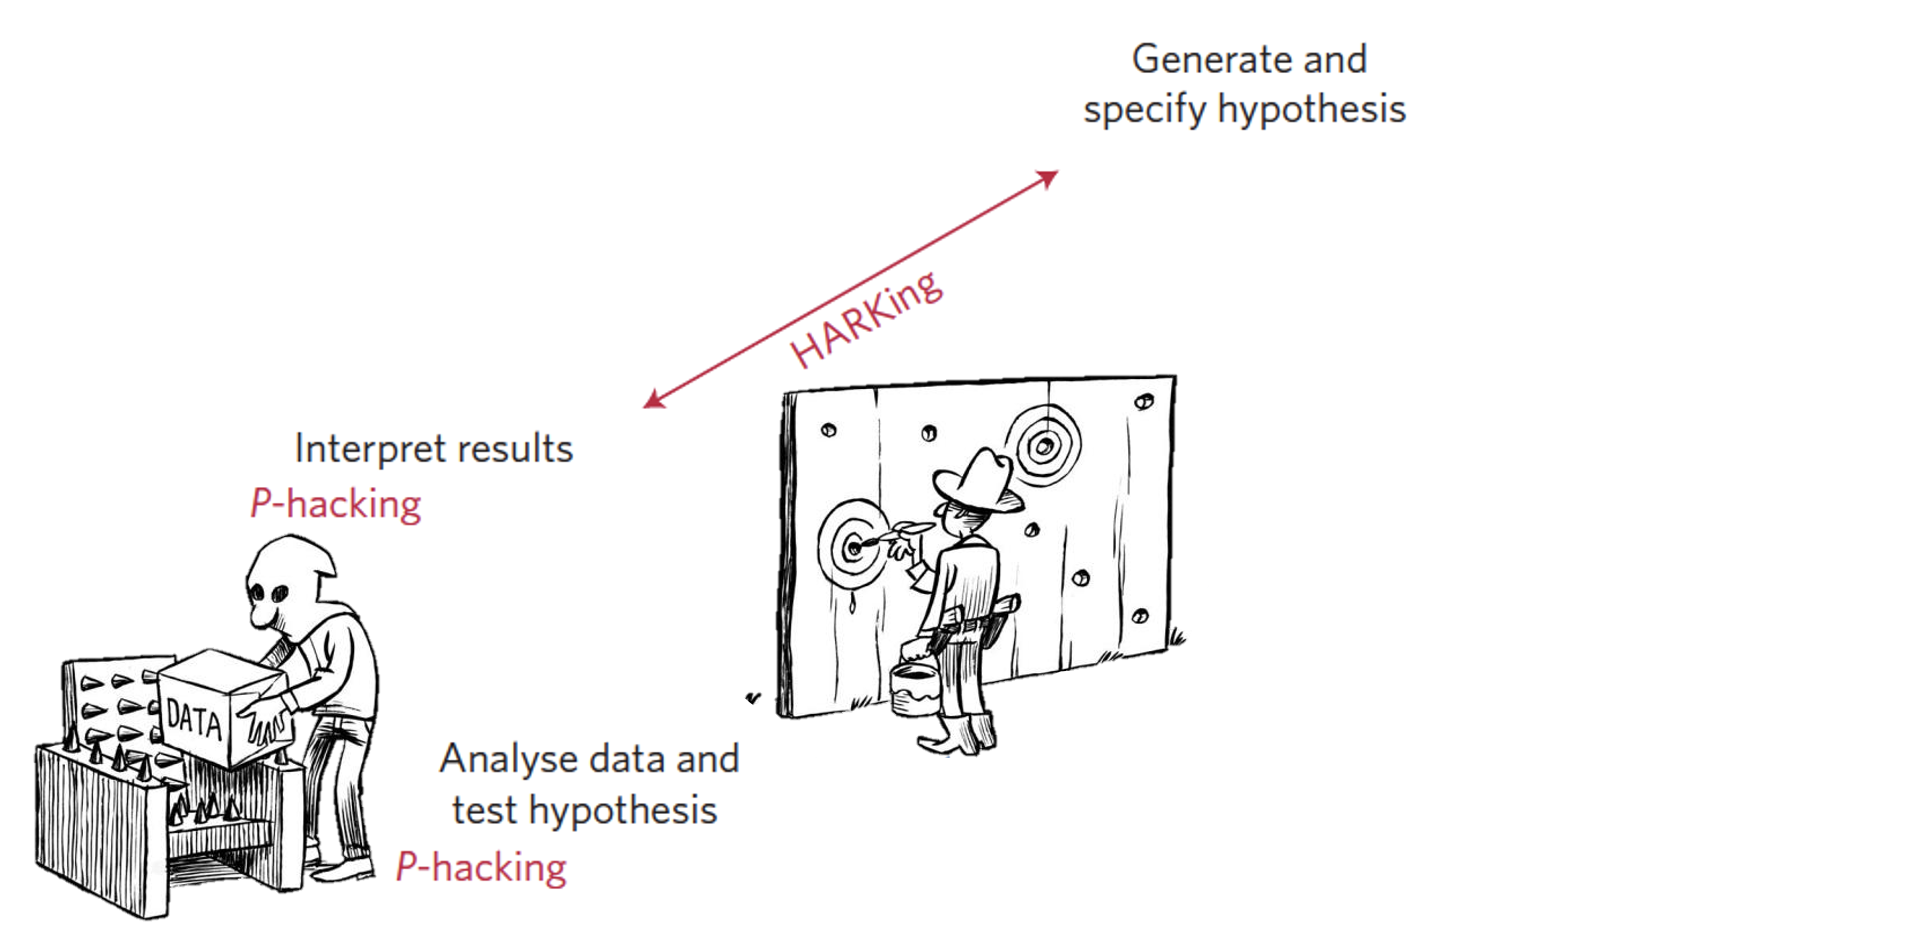 Generate and
specify hypothesis
HARKing
Interpret results
P-hacking
DATA
Analyse data and
test hypothesis
P-hacking